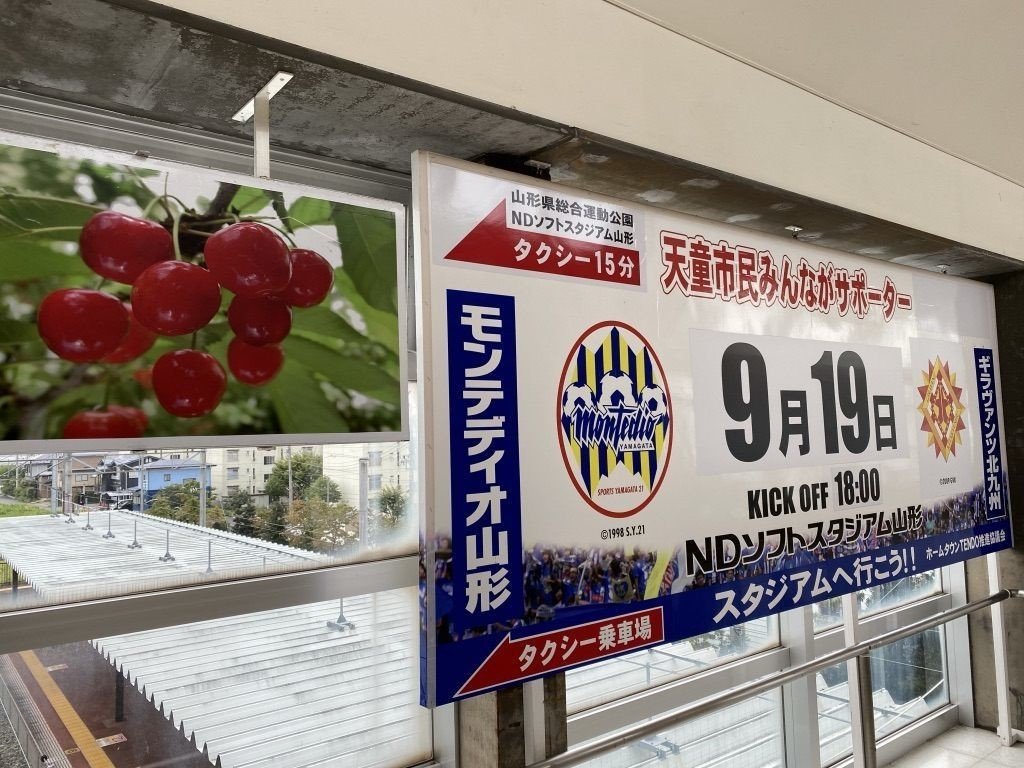 山形県総合運動公園
NDソフトスタジアム山形
タクシー15分
天童市民みんながサポーター
モンテディオ山形
montedio
YAMAGATA
SPORTS YAMAGATA 21
©1998 S.Y.21
9月19日
KICK OFF 18:00
NDソフトスタジアム山形
ギラヴァンツ北九州
スタジアムへ行こう!!
ホームタウンTENDO推進協議会
タクシー乗車場